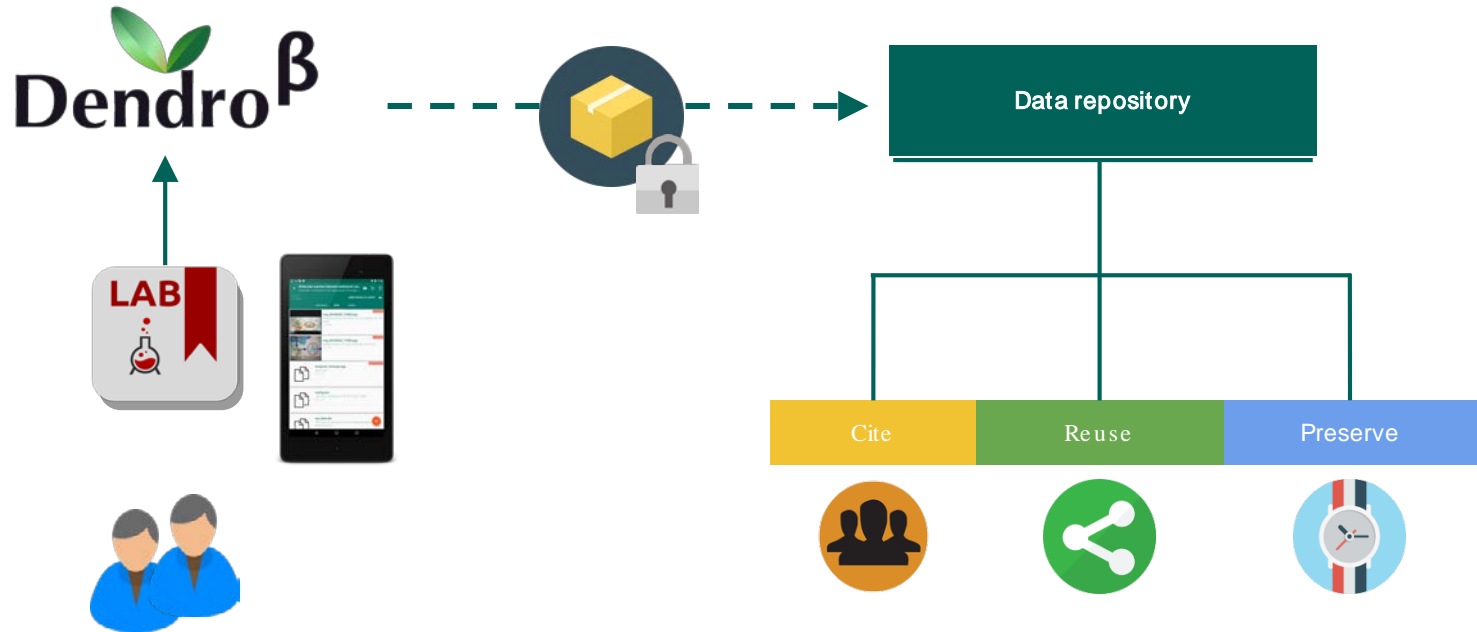 Dendro β
Data repository
LAB
Cite
Reuse
Preserve